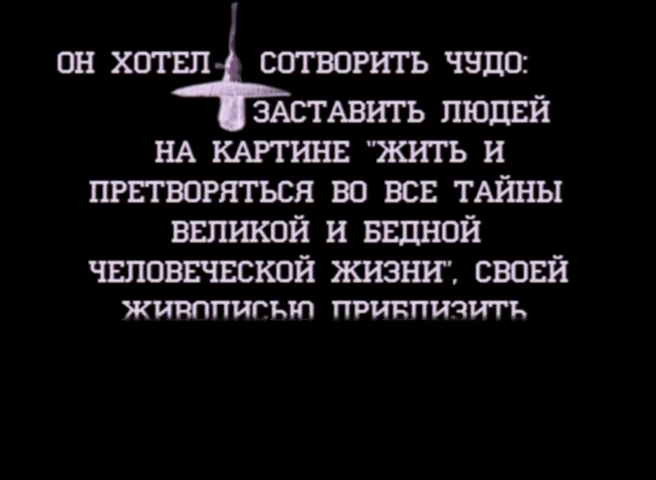 ОН ХОТЕЛ СОТВОРИТЬ ЧУДО:
ЗАСТАВИТЬ ЛЮДЕЙ
НА КАРТИНЕ "ЖИТЬ И
ПРЕТВОРЯТЬСЯ ВО ВСЕ ТАЙНЫ
ВЕЛИКОЙ И БЕДНОЙ
ЧЕЛОВЕЧЕСКОЙ ЖИЗНИ", СВОЕЙ
ЖИВОПИСЬЮ ПРИБЛИЗИТЬ